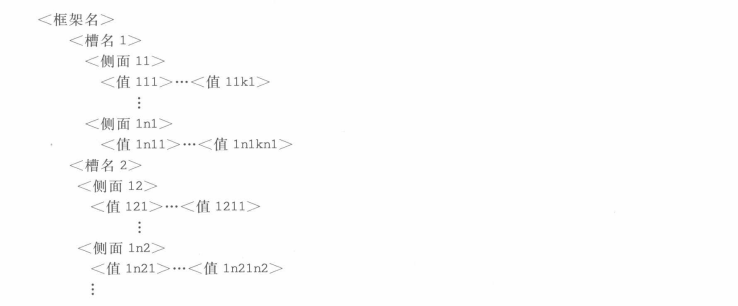 <框架名>
<槽名 1>
<侧面 11>
<值 111>…<值 11k1>
⋮
<侧面 1n1>
<值 1n11>…<值 1n1kn1>
<槽名 2>
<侧面 12>
<值 121>…<值 1211>
⋮
<侧面 1n2>
<值 1n21>…<值 1n21n2>
⋮